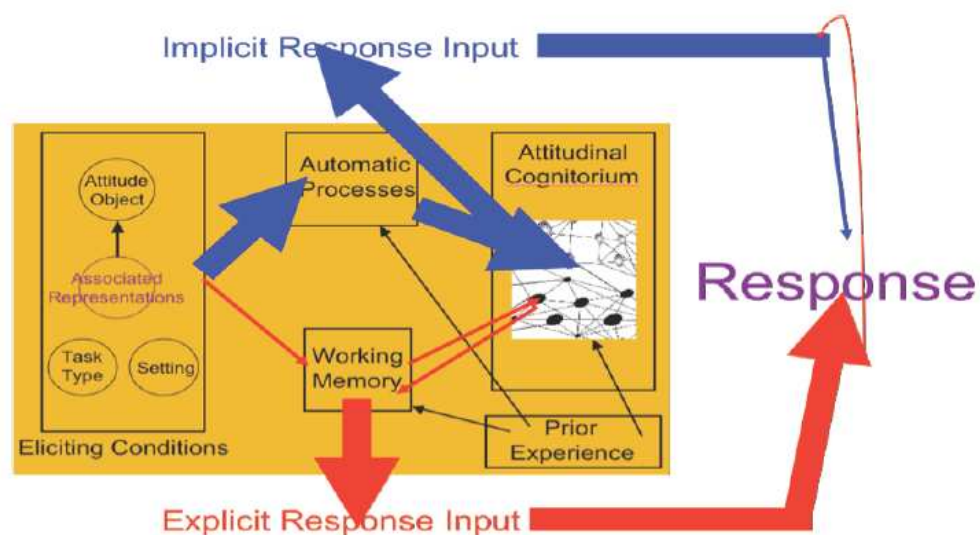 Implicit Response Input
Attitude
Object
Associated
Representations
Task
Type
Setting
Eliciting Conditions
Automatic
Processes
Working
Memory
Attitudinal
Cognitorium
Prior
Experience
Response
Explicit Response Input